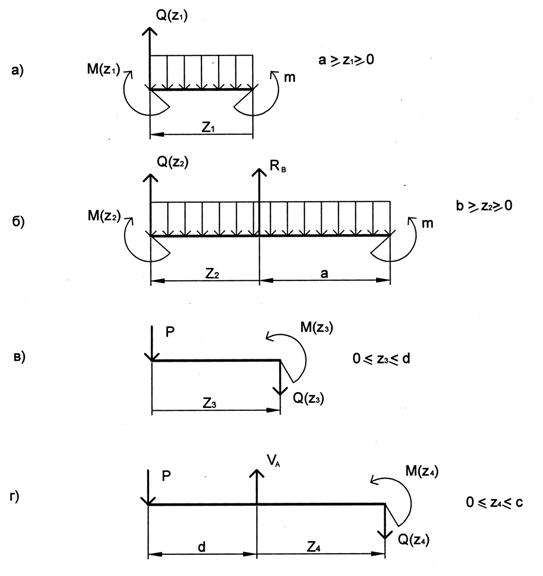 а)
Q(z₁)
M(z₁)
m
a ⩾ z₁ ⩾ 0
Z₁
б)
Q(z₂)
R_B
M(z₂)
m
b ⩾ z₂ ⩾ 0
Z₂
a
в)
P
M(z₃)
0 ⩽ z₃ ⩽ d
Q(z₃)
Z₃
г)
P
V_A
M(z₄)
0 ⩽ z₄ ⩽ c
Q(z₄)
d
Z₄